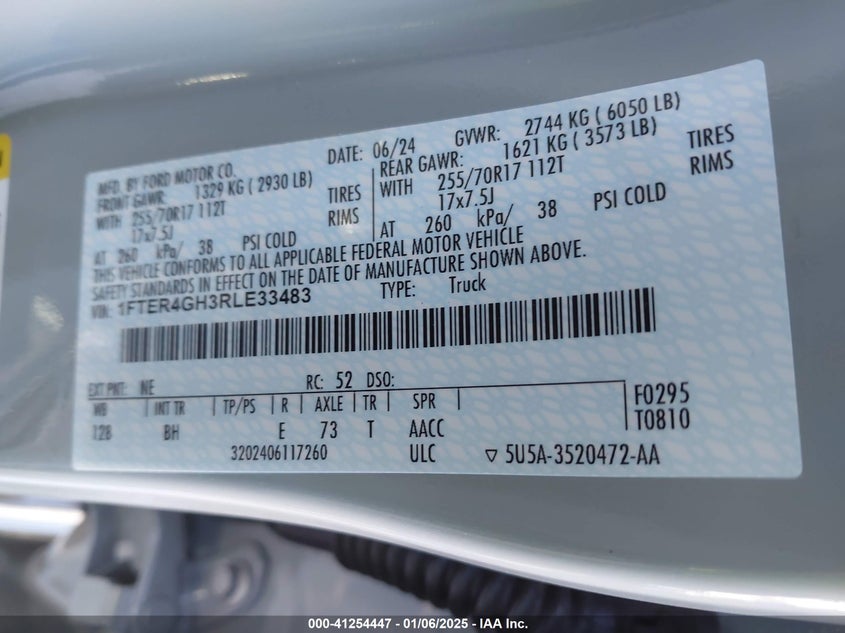 MFD. BY FORD MOTOR CO.
DATE: 06/24 GVWR: 2744 KG ( 6050 LB)
FRONT GAWR: 1329 KG ( 2930 LB)
WITH 255/70R17 112T TIRES
17x7.5J RIMS
AT 260 kPa/ 38 PSI COLD
REAR GAWR: 1621 KG ( 3573 LB)
WITH 255/70R17 112T TIRES
17x7.5J RIMS
AT 260 kPa/ 38 PSI COLD
THIS VEHICLE CONFORMS TO ALL APPLICABLE FEDERAL MOTOR VEHICLE
SAFETY STANDARDS IN EFFECT ON THE DATE OF MANUFACTURE SHOWN ABOVE.
VIN: 1FTER4GH3RLE33483 TYPE: Truck
EXT PNT: NE RC: 52 DSO:
WB INT TR TP/PS R AXLE TR SPR
128 BH E 73 T AACC
F0295
T0810
3202406117260 ULC ▽ 5U5A-3520472-AA
000-41254447 - 01/06/2025 - IAA Inc.